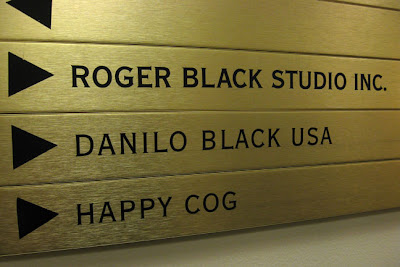 ROGER BLACK STUDIO INC.
DANILO BLACK USA
HAPPY COG